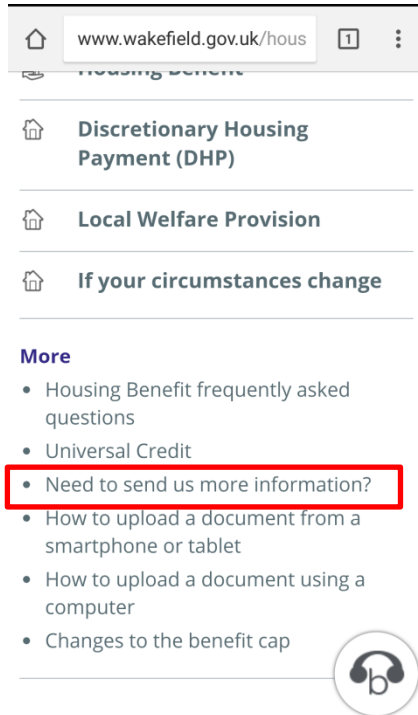 www.wakefield.gov.uk/hous
1
Housing Benefit
Discretionary Housing
Payment (DHP)
Local Welfare Provision
If your circumstances change
More
• Housing Benefit frequently asked
questions
• Universal Credit
• Need to send us more information?
• How to upload a document from a
smartphone or tablet
• How to upload a document using a
computer
• Changes to the benefit cap
b